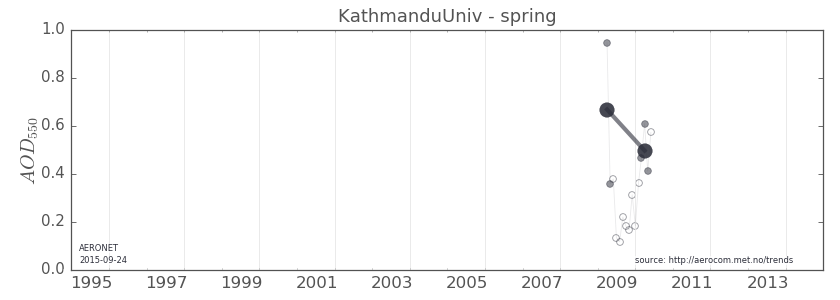 KathmanduUniv - spring
1.0
0.8
0.6
0.4
0.2
0.0
AOD550
AERONET
2015-09-24
source: http://aerocom.met.no/trends
1995 1997 1999 2001 2003 2005 2007 2009 2011 2013